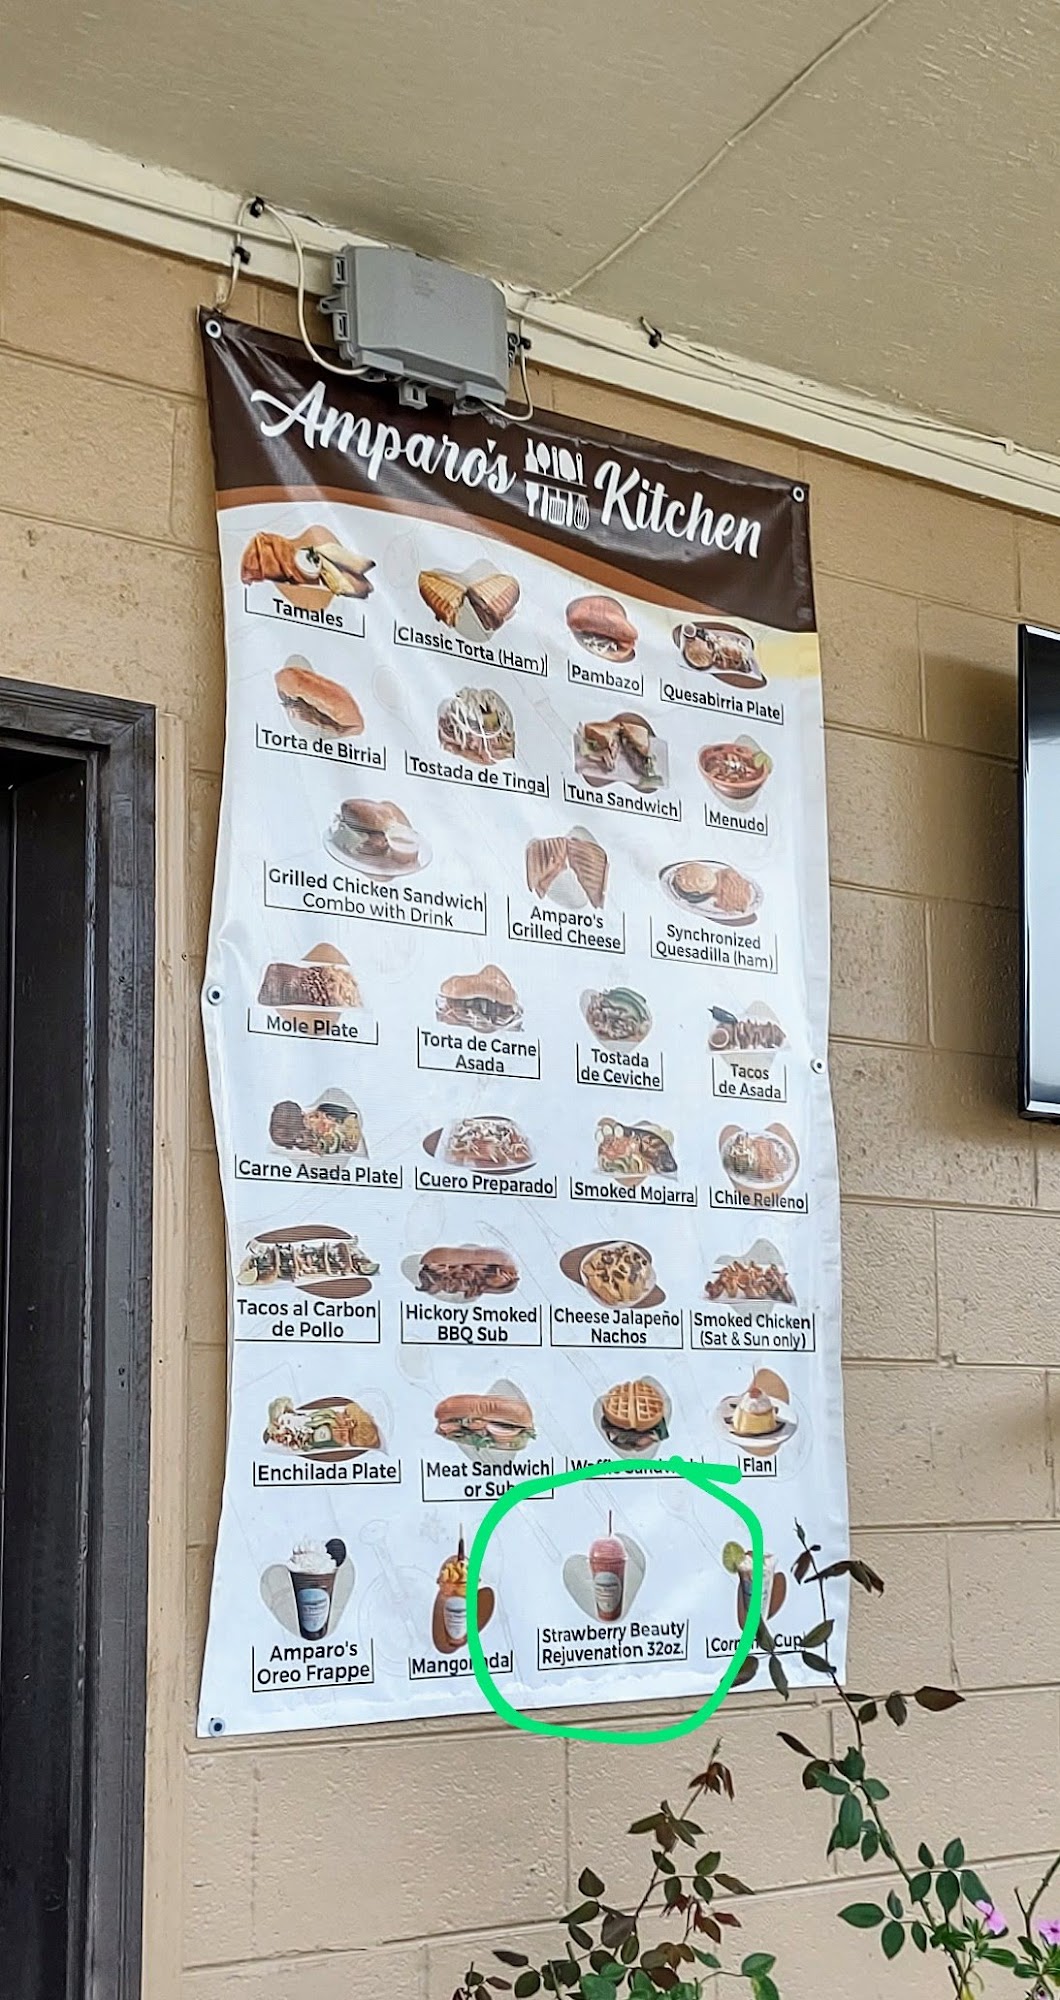 Amparo's Kitchen
Tamales
Classic Torta (Ham)
Pambazo
Quesabirria Plate
Torta de Birria
Tostada de Tinga
Tuna Sandwich
Menudo
Grilled Chicken Sandwich
Combo with Drink
Amparo's
Grilled Cheese
Synchronized
Quesadilla (ham)
Mole Plate
Torta de Carne
Asada
Tostada
de Ceviche
Tacos
de Asada
Carne Asada Plate
Cuero Preparado
Smoked Mojarra
Chile Relleno
Tacos al Carbon
de Pollo
Hickory Smoked
BBQ Sub
Cheese Jalapeño
Nachos
Smoked Chicken
(Sat & Sun only)
Enchilada Plate
Meat Sandwich
or Sub
Waffle Sandwich
Flan
Amparo's
Oreo Frappe
Mangonada
Strawberry Beauty
Rejuvenation 32oz.
Cup